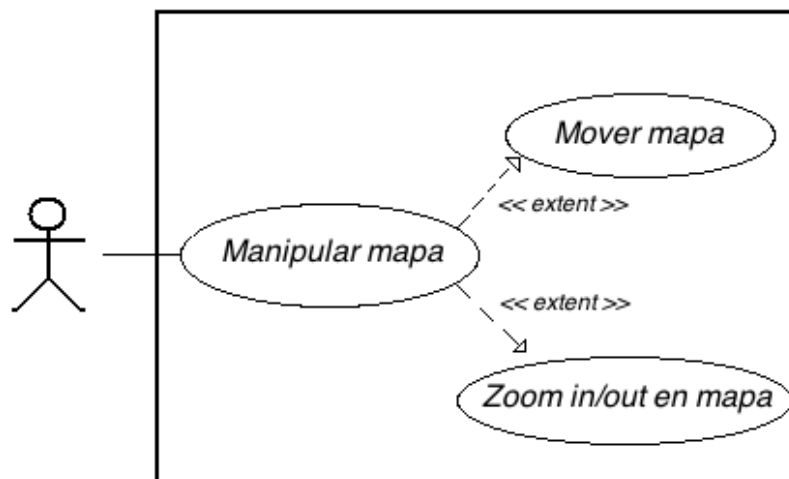 Mover mapa
<< extent >>
Manipular mapa
<< extent >>
Zoom in/out en mapa